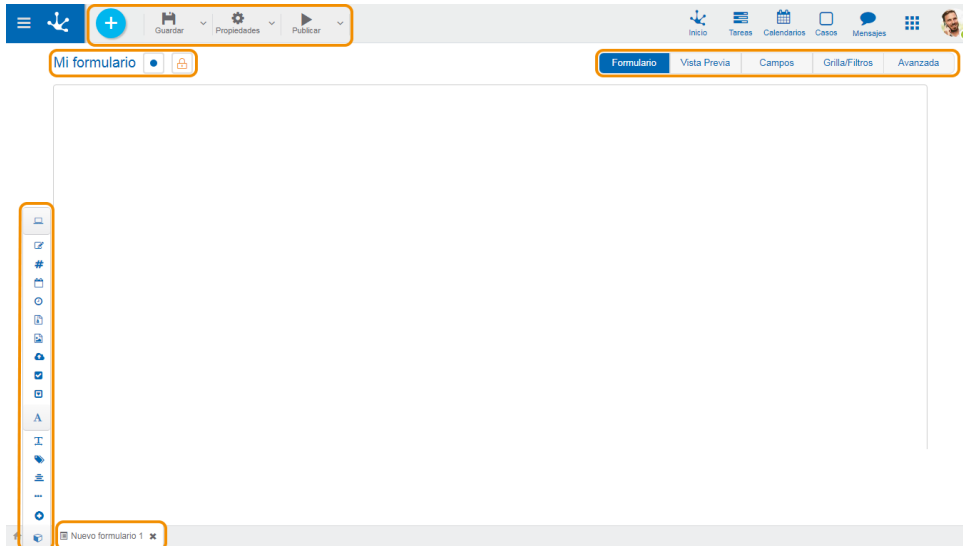 Guardar Propiedades Publicar Inicio Tareas Calendarios Casos Mensajes
Mi formulario Formulario Vista Previa Campos Grilla/Filtros Avanzada
Nuevo formulario 1